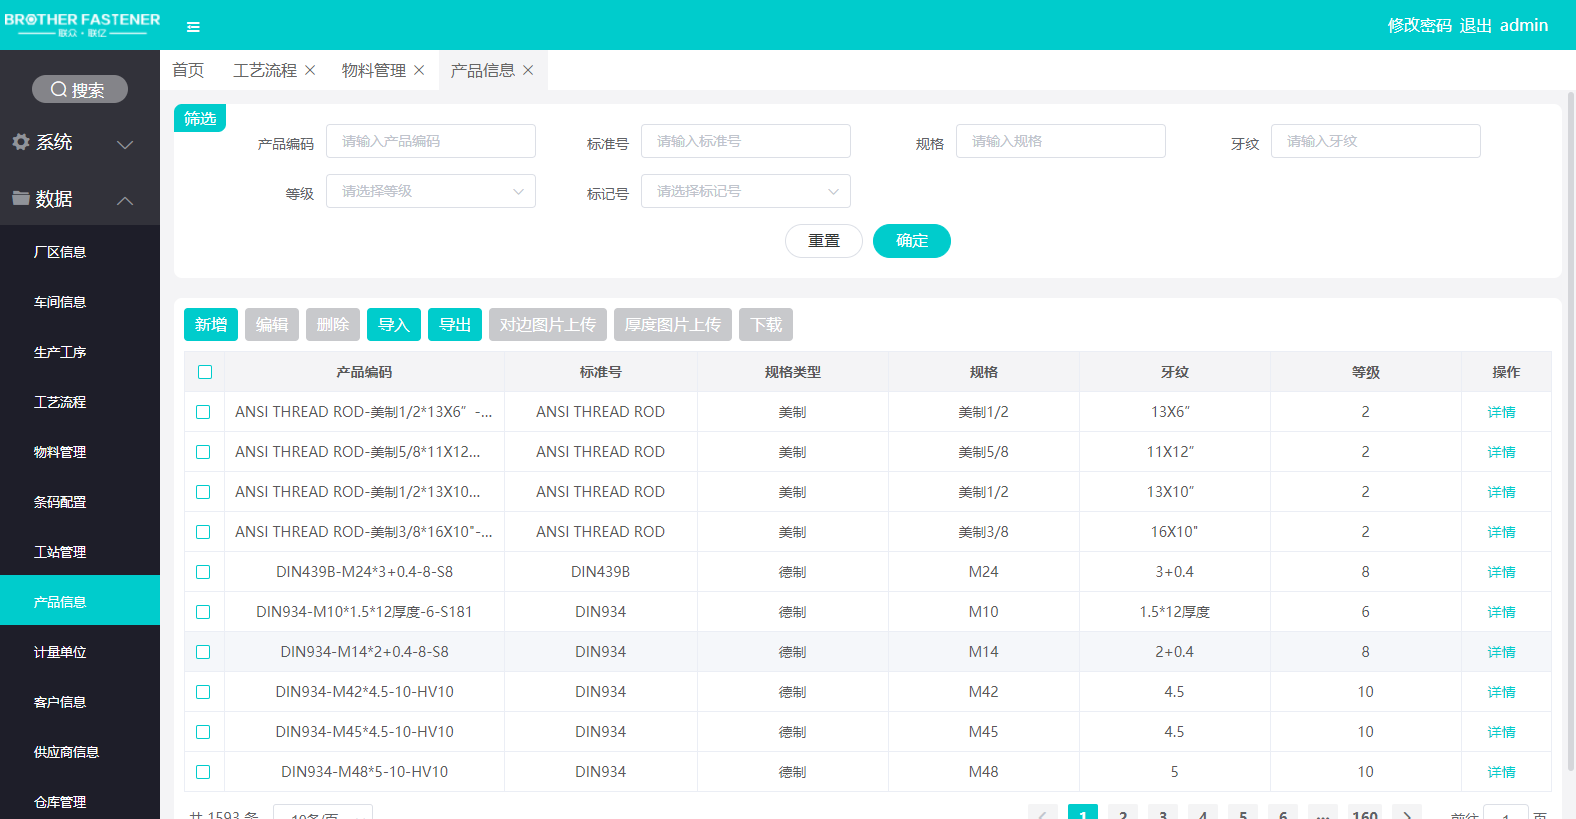 BROTHER FASTENER
联众·联亿
修改密码 退出 admin
搜索
系统
数据
厂区信息
车间信息
生产工序
工艺流程
物料管理
条码配置
工站管理
产品信息
计量单位
客户信息
供应商信息
仓库管理
首页 工艺流程 物料管理 产品信息
筛选
产品编码 请输入产品编码 标准号 请输入标准号 规格 请输入规格 牙纹 请输入牙纹
等级 请选择等级 标记号 请选择标记号
重置 确定
新增 编辑 删除 导入 导出 对边图片上传 厚度图片上传 下载
产品编码 标准号 规格类型 规格 牙纹 等级 操作
ANSI THREAD ROD-美制1/2*13X6” -... ANSI THREAD ROD 美制 美制1/2 13X6” 2 详情
ANSI THREAD ROD-美制5/8*11X12... ANSI THREAD ROD 美制 美制5/8 11X12” 2 详情
ANSI THREAD ROD-美制1/2*13X10... ANSI THREAD ROD 美制 美制1/2 13X10” 2 详情
ANSI THREAD ROD-美制3/8*16X10"-... ANSI THREAD ROD 美制 美制3/8 16X10" 2 详情
DIN439B-M24*3+0.4-8-S8 DIN439B 德制 M24 3+0.4 8 详情
DIN934-M10*1.5*12厚度-6-S181 DIN934 德制 M10 1.5*12厚度 6 详情
DIN934-M14*2+0.4-8-S8 DIN934 德制 M14 2+0.4 8 详情
DIN934-M42*4.5-10-HV10 DIN934 德制 M42 4.5 10 详情
DIN934-M45*4.5-10-HV10 DIN934 德制 M45 4.5 10 详情
DIN934-M48*5-10-HV10 DIN934 德制 M48 5 10 详情
共 1593 条 10条/页 1 2 3 4 5 6 ... 160 前往 1 页